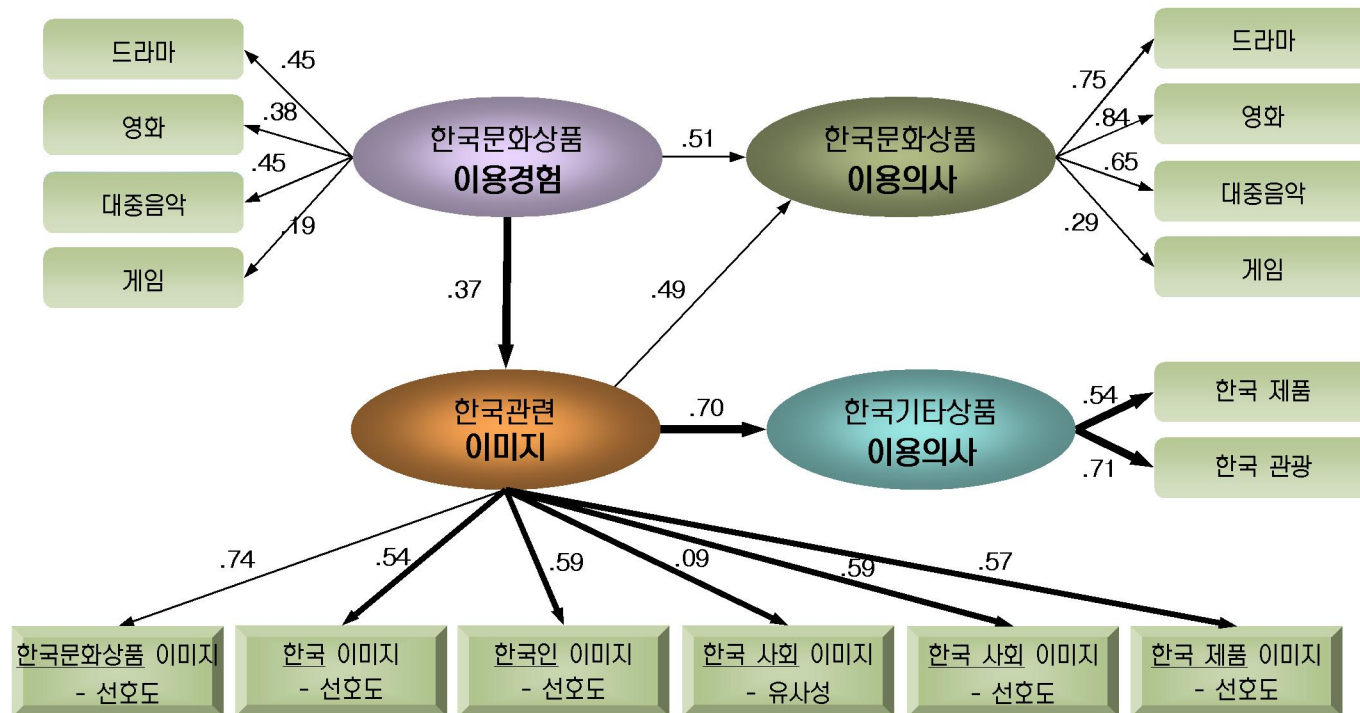 드라마
영화
대중음악
게임
.45
.38
.45
.19
한국문화상품
이용경험
.51
한국문화상품
이용의사
.75
.84
.65
.29
드라마
영화
대중음악
게임
.37
.49
한국관련
이미지
.70
한국기타상품
이용의사
.54
.71
한국 제품
한국 관광
.74
.54
.59
.09
.59
.57
한국문화상품 이미지
- 선호도
한국 이미지
- 선호도
한국인 이미지
- 선호도
한국 사회 이미지
- 유사성
한국 사회 이미지
- 선호도
한국 제품 이미지
- 선호도